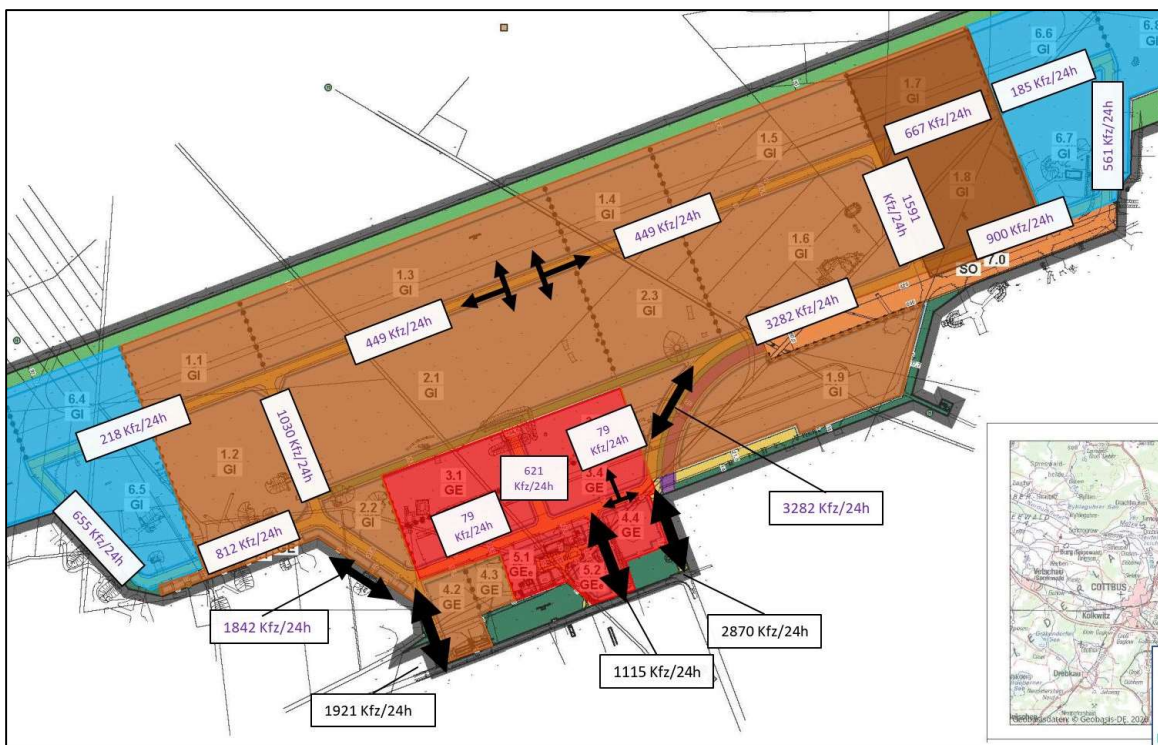 6.6
GI
6.8
GI
1.7
GI
185 Kfz/24h
667 Kfz/24h
561 Kfz/24h
6.7
GI
1.5
GI
1.8
GI
1591
Kfz/24h
1.4
GI
449 Kfz/24h
900 Kfz/24h
1.6
GI
SO 7.0
1.3
GI
2.3
GI
3282 Kfz/24h
449 Kfz/24h
1.1
GI
2.1
GI
1.9
GI
6.4
GI
218 Kfz/24h
1030 Kfz/24h
1.2
GI
79
Kfz/24h
621
Kfz/24h
3.1
GE
3.4
GE
3282 Kfz/24h
6.5
GI
655 Kfz/24h
2.2
GI
79
Kfz/24h
4.4
GE
812 Kfz/24h
GE
5.1
GE
5.2
GE
4.3
GE
4.2
GE
1842 Kfz/24h
2870 Kfz/24h
1115 Kfz/24h
1921 Kfz/24h
Vetschau
COTTBUS
Kolkwitz
Drebkau
Geobasisdaten: © Geobasis-DE, 2020